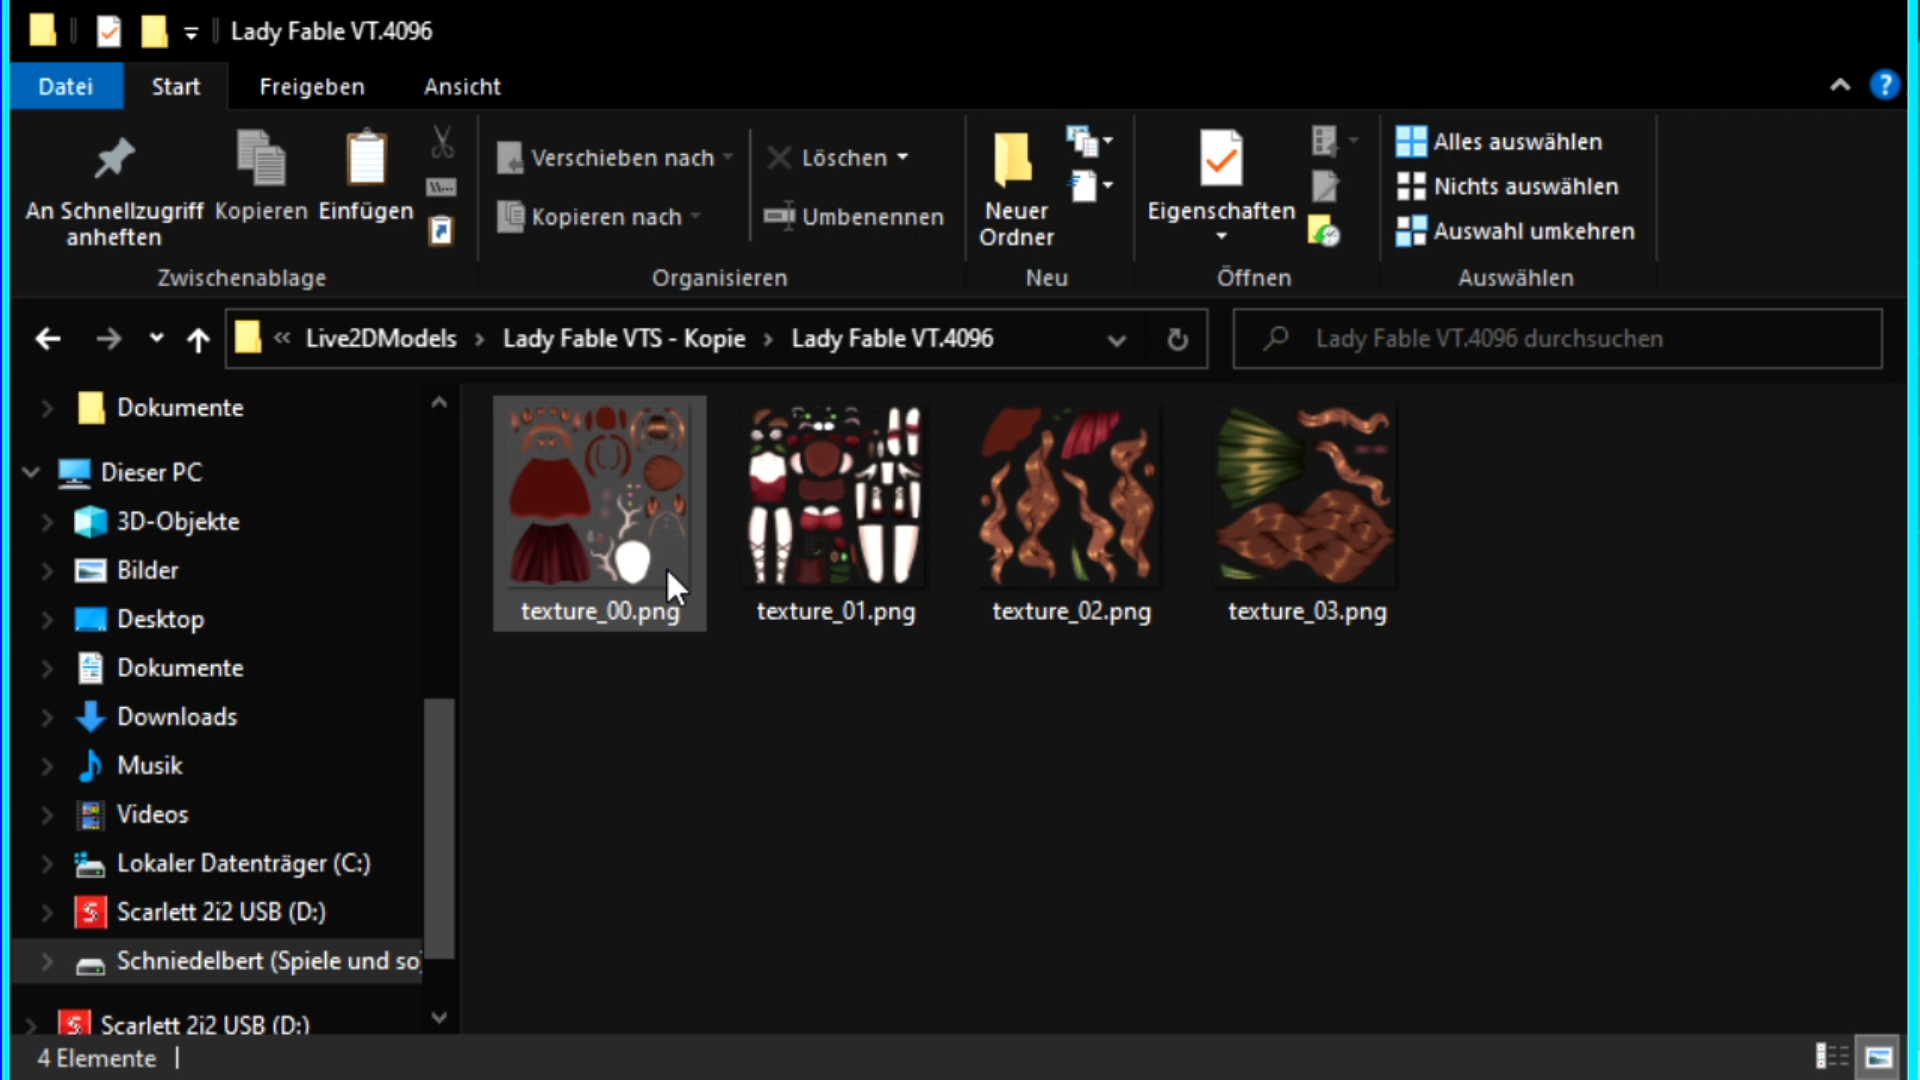 Lady Fable VT.4096
Datei Start Freigeben Ansicht
An Schnellzugriff anheften
Kopieren
Einfügen
Zwischenablage
Verschieben nach
Kopieren nach
Löschen
Umbenennen
Organisieren
Neuer Ordner
Neu
Eigenschaften
Öffnen
Alles auswählen
Nichts auswählen
Auswahl umkehren
Auswählen
« Live2DModels > Lady Fable VTS - Kopie > Lady Fable VT.4096
Lady Fable VT.4096 durchsuchen
Dokumente
Dieser PC
3D-Objekte
Bilder
Desktop
Dokumente
Downloads
Musik
Videos
Lokaler Datenträger (C:)
Scarlett 2i2 USB (D:)
Schniedelbert (Spiele und so)
Scarlett 2i2 USB (D:)
texture_00.png
texture_01.png
texture_02.png
texture_03.png
4 Elemente